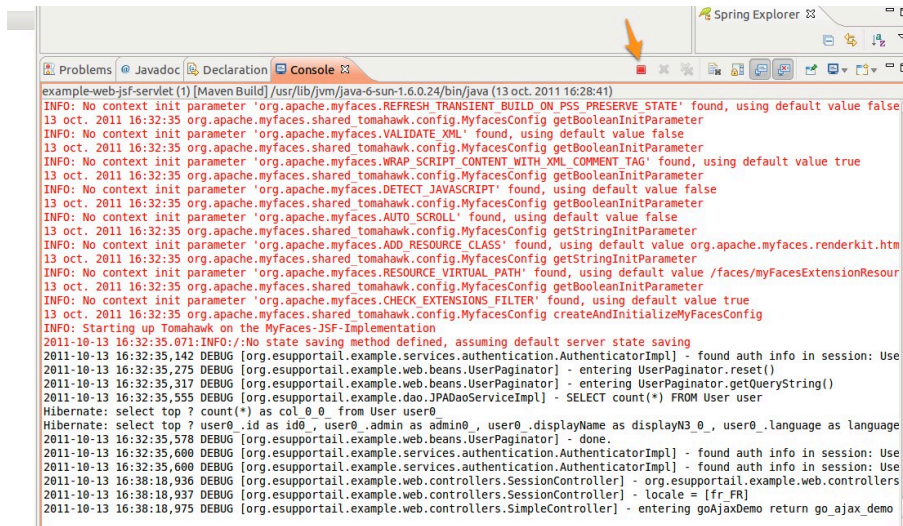 Spring Explorer
Problems @ Javadoc Declaration Console
example-web-jsf-servlet (1) [Maven Build] /usr/lib/jvm/java-6-sun-1.6.0.24/bin/java (13 oct. 2011 16:28:41)
INFO: No context init parameter 'org.apache.myfaces.REFRESH_TRANSIENT_BUILD_ON_PSS_PRESERVE_STATE' found, using default value false
13 oct. 2011 16:32:35 org.apache.myfaces.shared_tomahawk.config.MyfacesConfig getBooleanInitParameter
INFO: No context init parameter 'org.apache.myfaces.VALIDATE_XML' found, using default value false
13 oct. 2011 16:32:35 org.apache.myfaces.shared_tomahawk.config.MyfacesConfig getBooleanInitParameter
INFO: No context init parameter 'org.apache.myfaces.WRAP_SCRIPT_CONTENT_WITH_XML_COMMENT_TAG' found, using default value true
13 oct. 2011 16:32:35 org.apache.myfaces.shared_tomahawk.config.MyfacesConfig getBooleanInitParameter
INFO: No context init parameter 'org.apache.myfaces.DETECT_JAVASCRIPT' found, using default value false
13 oct. 2011 16:32:35 org.apache.myfaces.shared_tomahawk.config.MyfacesConfig getBooleanInitParameter
INFO: No context init parameter 'org.apache.myfaces.AUTO_SCROLL' found, using default value false
13 oct. 2011 16:32:35 org.apache.myfaces.shared_tomahawk.config.MyfacesConfig getStringInitParameter
INFO: No context init parameter 'org.apache.myfaces.ADD_RESOURCE_CLASS' found, using default value org.apache.myfaces.renderkit.htm
13 oct. 2011 16:32:35 org.apache.myfaces.shared_tomahawk.config.MyfacesConfig getStringInitParameter
INFO: No context init parameter 'org.apache.myfaces.RESOURCE_VIRTUAL_PATH' found, using default value /faces/myFacesExtensionResour
13 oct. 2011 16:32:35 org.apache.myfaces.shared_tomahawk.config.MyfacesConfig getBooleanInitParameter
INFO: No context init parameter 'org.apache.myfaces.CHECK_EXTENSIONS_FILTER' found, using default value true
13 oct. 2011 16:32:35 org.apache.myfaces.shared_tomahawk.config.MyfacesConfig createAndInitializeMyFacesConfig
INFO: Starting up Tomahawk on the MyFaces-JSF-Implementation
2011-10-13 16:32:35.071:INFO:/:No state saving method defined, assuming default server state saving
2011-10-13 16:32:35,142 DEBUG [org.esupportail.example.services.authentication.AuthenticatorImpl] - found auth info in session: Use
2011-10-13 16:32:35,275 DEBUG [org.esupportail.example.web.beans.UserPaginator] - entering UserPaginator.reset()
2011-10-13 16:32:35,317 DEBUG [org.esupportail.example.web.beans.UserPaginator] - entering UserPaginator.getQueryString()
2011-10-13 16:32:35,555 DEBUG [org.esupportail.example.dao.JPADaoServiceImpl] - SELECT count(*) FROM User user
Hibernate: select top ? count(*) as col_0_0_ from User user0_
Hibernate: select top ? user0_.id as id0_, user0_.admin as admin0_, user0_.displayName as displayN3_0_, user0_.language as language
2011-10-13 16:32:35,578 DEBUG [org.esupportail.example.web.beans.UserPaginator] - done.
2011-10-13 16:32:35,600 DEBUG [org.esupportail.example.services.authentication.AuthenticatorImpl] - found auth info in session: Use
2011-10-13 16:32:35,600 DEBUG [org.esupportail.example.services.authentication.AuthenticatorImpl] - found auth info in session: Use
2011-10-13 16:38:18,936 DEBUG [org.esupportail.example.web.controllers.SessionController] - org.esupportail.example.web.controllers
2011-10-13 16:38:18,937 DEBUG [org.esupportail.example.web.controllers.SessionController] - locale = [fr_FR]
2011-10-13 16:38:18,975 DEBUG [org.esupportail.example.web.controllers.SimpleController] - entering goAjaxDemo return go_ajax_demo